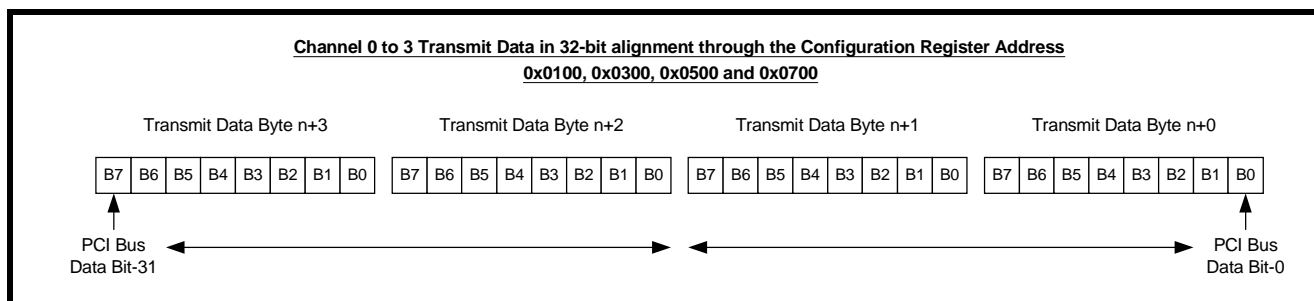 Channel 0 to 3 Transmit Data in 32-bit alignment through the Configuration Register Address
0x0100, 0x0300, 0x0500 and 0x0700
Transmit Data Byte n+3 Transmit Data Byte n+2 Transmit Data Byte n+1 Transmit Data Byte n+0
B7 B6 B5 B4 B3 B2 B1 B0 B7 B6 B5 B4 B3 B2 B1 B0 B7 B6 B5 B4 B3 B2 B1 B0 B7 B6 B5 B4 B3 B2 B1 B0
PCI Bus PCI Bus
Data Bit-31 Data Bit-0